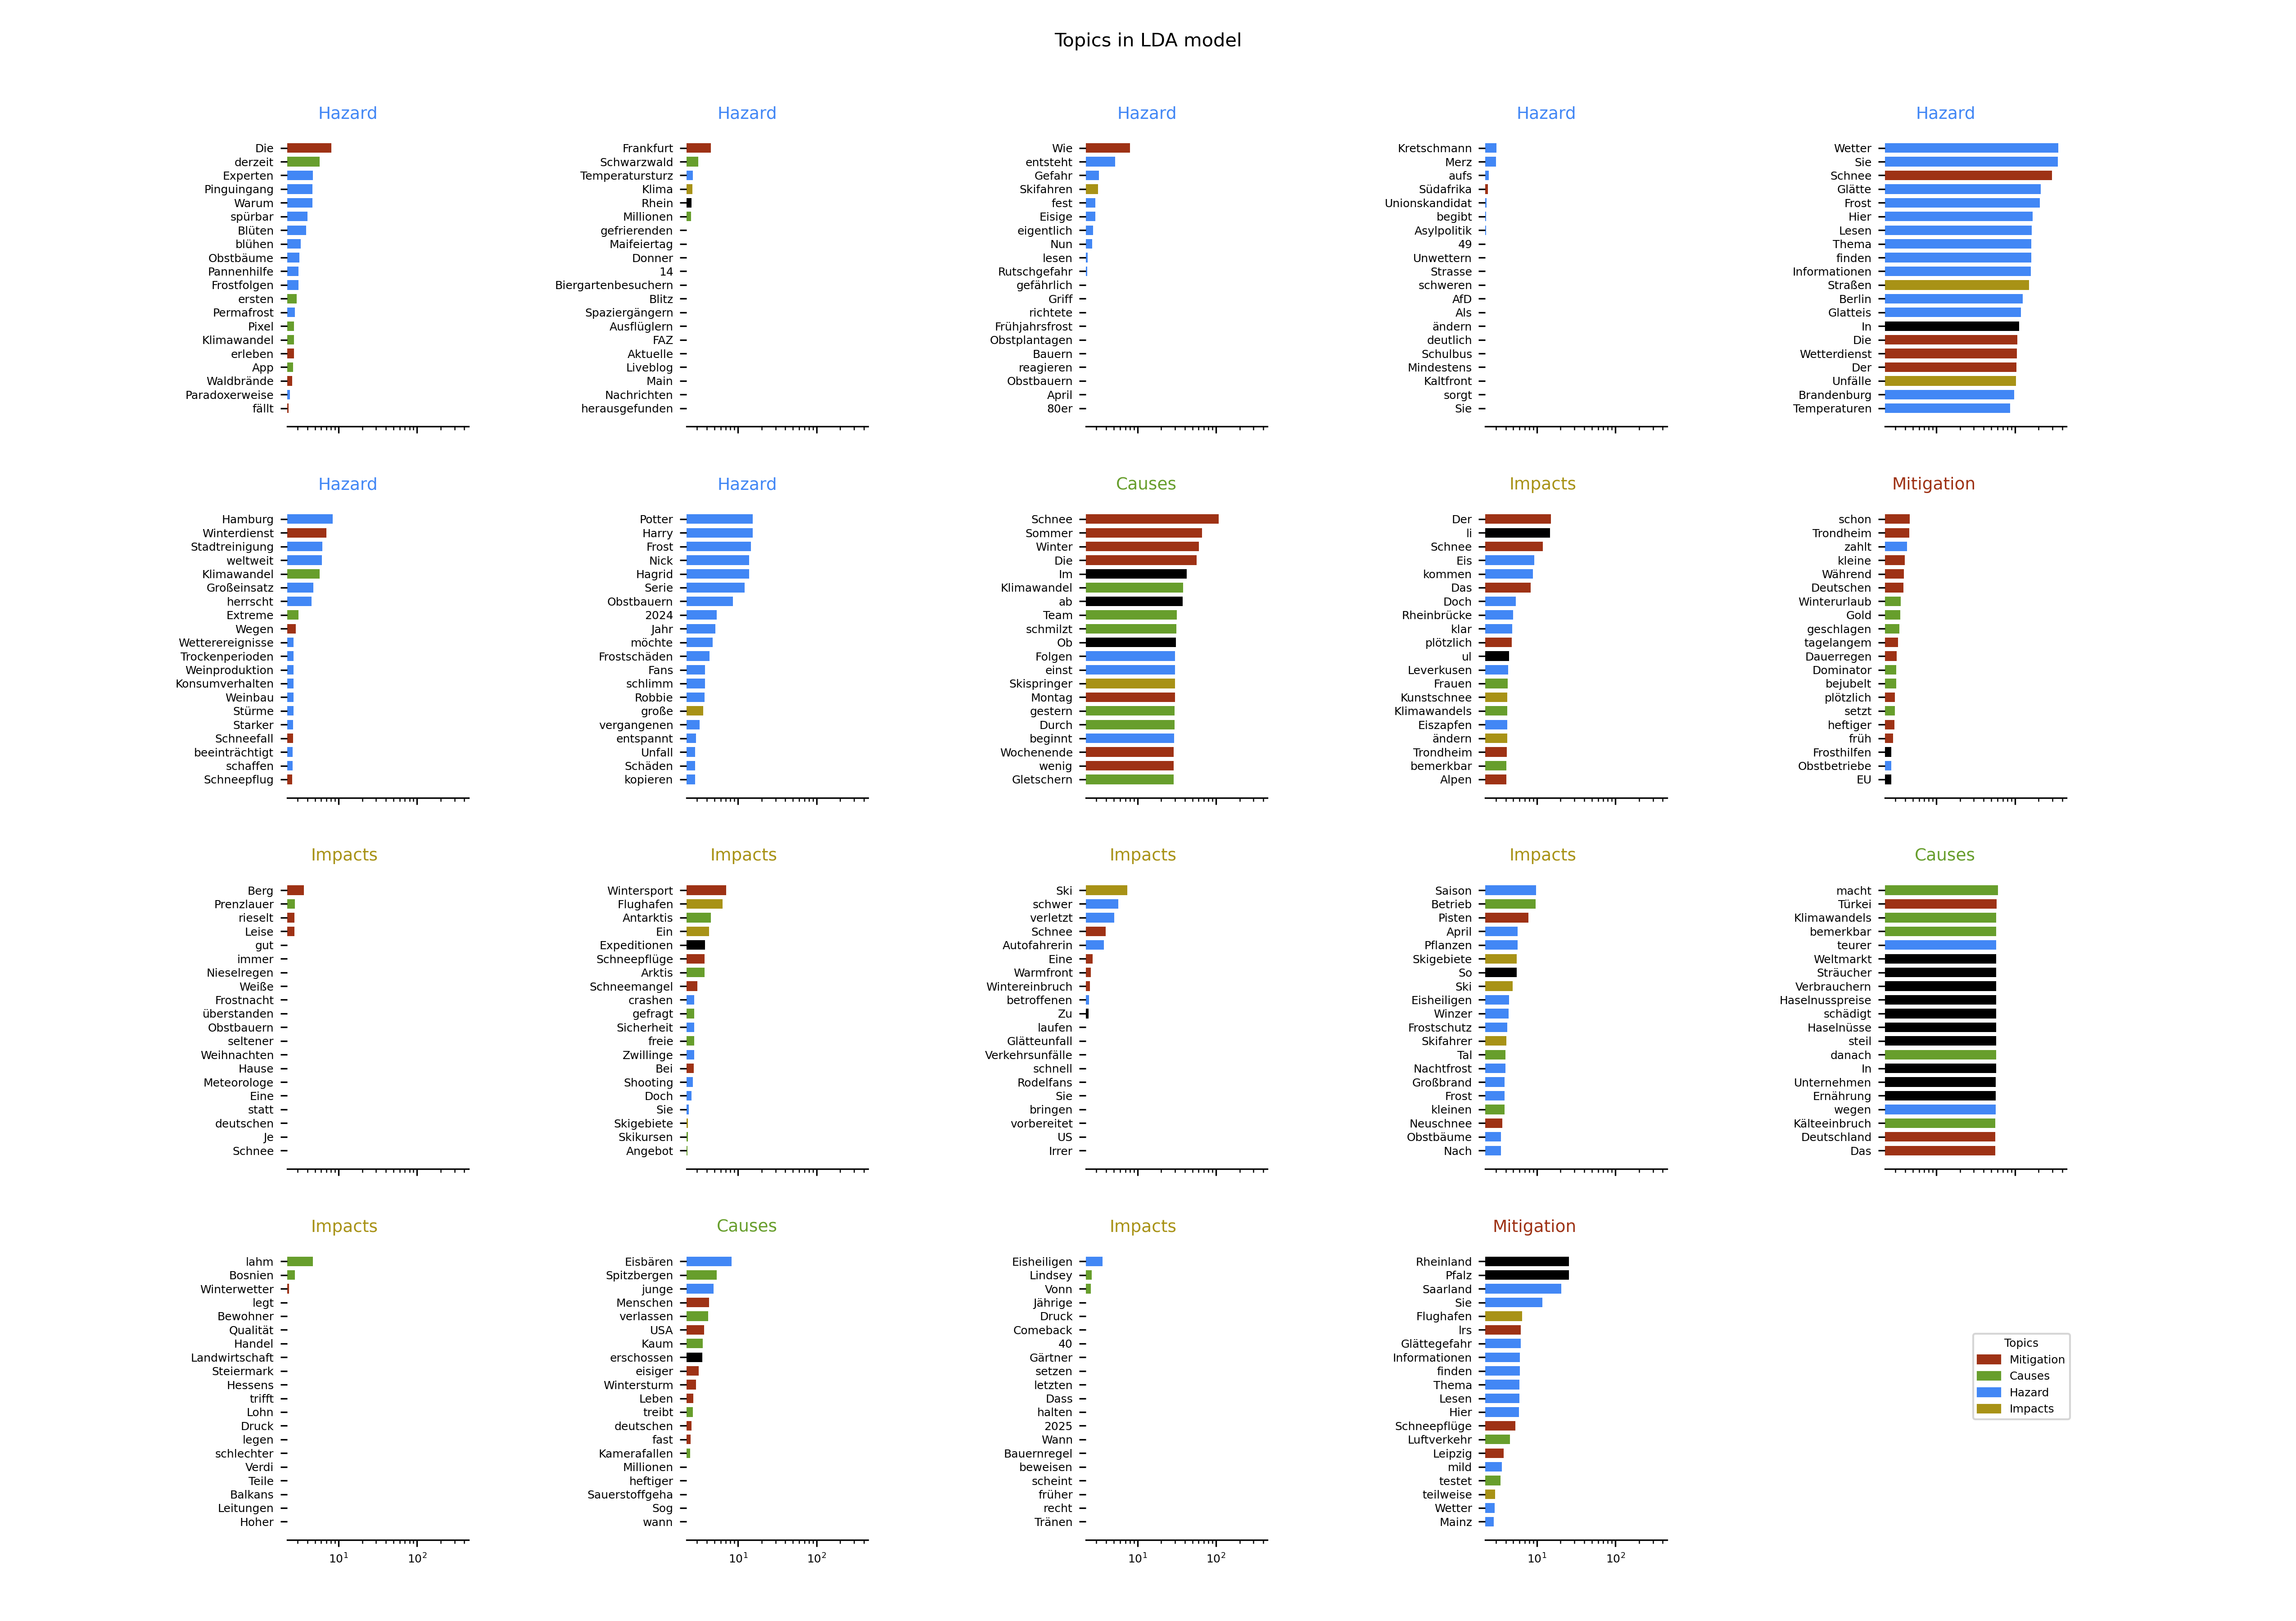 Topics in LDA model
Hazard
Die
derzeit
Experten
Pinguingang
Warum
spürbar
Blüten
blühen
Obstbäume
Pannenhilfe
Frostfolgen
ersten
Permafrost
Pixel
Klimawandel
erleben
App
Waldbrände
Paradoxerweise
fällt
Hazard
Frankfurt
Schwarzwald
Temperatursturz
Klima
Rhein
Millionen
gefrierenden
Maifeiertag
Donner
14
Biergartenbesuchern
Blitz
Spaziergängern
Ausflüglern
FAZ
Aktuelle
Liveblog
Main
Nachrichten
herausgefunden
Hazard
Wie
entsteht
Gefahr
Skifahren
fest
Eisige
eigentlich
Nun
lesen
Rutschgefahr
gefährlich
Griff
richtete
Frühjahrsfrost
Obstplantagen
Bauern
reagieren
Obstbauern
April
80er
Hazard
Kretschmann
Merz
aufs
Südafrika
Unionskandidat
begibt
Asylpolitik
49
Unwettern
Strasse
schweren
AfD
Als
ändern
deutlich
Schulbus
Mindestens
Kaltfront
sorgt
Sie
Hazard
Wetter
Sie
Schnee
Glätte
Frost
Hier
Lesen
Thema
finden
Informationen
Straßen
Berlin
Glatteis
In
Die
Wetterdienst
Der
Unfälle
Brandenburg
Temperaturen
Hazard
Hamburg
Winterdienst
Stadtreinigung
weltweit
Klimawandel
Großeinsatz
herrscht
Extreme
Wegen
Wetterereignisse
Trockenperioden
Weinproduktion
Konsumverhalten
Weinbau
Stürme
Starker
Schneefall
beeinträchtigt
schaffen
Schneepflug
Hazard
Potter
Harry
Frost
Nick
Hagrid
Serie
Obstbauern
2024
Jahr
möchte
Frostschäden
Fans
schlimm
Robbie
große
vergangenen
entspannt
Unfall
Schäden
kopieren
Causes
Schnee
Sommer
Winter
Die
Im
Klimawandel
ab
Team
schmilzt
Ob
Folgen
einst
Skispringer
Montag
gestern
Durch
beginnt
Wochenende
wenig
Gletschern
Impacts
Der
li
Schnee
Eis
kommen
Das
Doch
Rheinbrücke
klar
plötzlich
ul
Leverkusen
Frauen
Kunstschnee
Klimawandels
Eiszapfen
ändern
Trondheim
bemerkbar
Alpen
Mitigation
schon
Trondheim
zahlt
kleine
Während
Deutschen
Winterurlaub
Gold
geschlagen
tagelangem
Dauerregen
Dominator
bejubelt
plötzlich
setzt
heftiger
früh
Frosthilfen
Obstbetriebe
EU
Impacts
Berg
Prenzlauer
rieselt
Leise
gut
immer
Nieselregen
Weiße
Frostnacht
überstanden
Obstbauern
seltener
Weihnachten
Hause
Meteorologe
Eine
statt
deutschen
Je
Schnee
Impacts
Wintersport
Flughafen
Antarktis
Ein
Expeditionen
Schneepflüge
Arktis
Schneemangel
crashen
gefragt
Sicherheit
freie
Zwillinge
Bei
Shooting
Doch
Sie
Skigebiete
Skikursen
Angebot
Impacts
Ski
schwer
verletzt
Schnee
Autofahrerin
Eine
Warmfront
Wintereinbruch
betroffenen
Zu
laufen
Glätteunfall
Verkehrsunfälle
schnell
Rodelfans
Sie
bringen
vorbereitet
US
Irrer
Impacts
Saison
Betrieb
Pisten
April
Pflanzen
Skigebiete
So
Ski
Eisheiligen
Winzer
Frostschutz
Skifahrer
Tal
Nachtfrost
Großbrand
Frost
kleinen
Neuschnee
Obstbäume
Nach
Causes
macht
Türkei
Klimawandels
bemerkbar
teurer
Weltmarkt
Sträucher
Verbrauchern
Haselnusspreise
schädigt
Haselnüsse
steil
danach
In
Unternehmen
Ernährung
wegen
Kälteeinbruch
Deutschland
Das
Impacts
lahm
Bosnien
Winterwetter
legt
Bewohner
Qualität
Handel
Landwirtschaft
Steiermark
Hessens
trifft
Lohn
Druck
legen
schlechter
Verdi
Teile
Balkans
Leitungen
Hoher
10¹ 10²
Causes
Eisbären
Spitzbergen
junge
Menschen
verlassen
USA
Kaum
erschossen
eisiger
Wintersturm
Leben
treibt
deutschen
fast
Kamerafallen
Millionen
heftiger
Sauerstoffgeha
Sog
wann
10¹ 10²
Impacts
Eisheiligen
Lindsey
Vonn
Jährige
Druck
Comeback
40
Gärtner
setzen
letzten
Dass
halten
2025
Wann
Bauernregel
beweisen
scheint
früher
recht
Tränen
10¹ 10²
Mitigation
Rheinland
Pfalz
Saarland
Sie
Flughafen
lrs
Glättegefahr
Informationen
finden
Thema
Lesen
Hier
Schneepflüge
Luftverkehr
Leipzig
mild
testet
teilweise
Wetter
Mainz
10¹ 10²
Topics
Mitigation
Causes
Hazard
Impacts